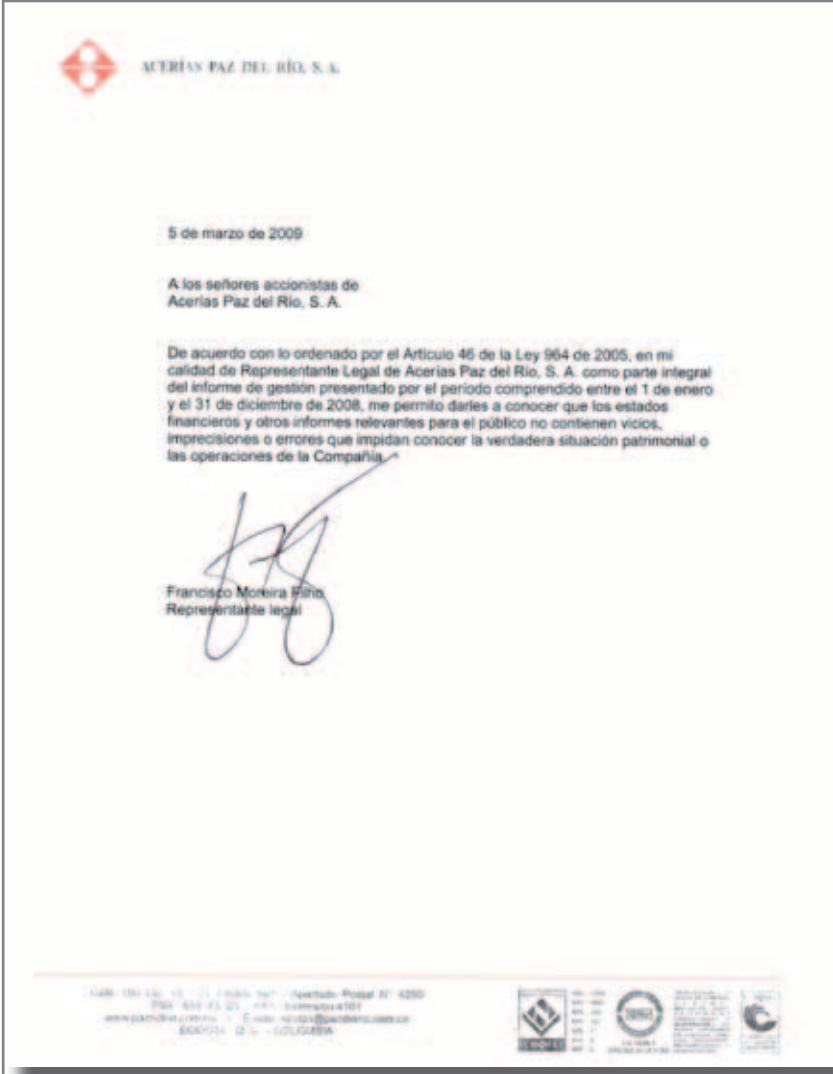 ACERÍAS PAZ DEL RÍO, S. A.
5 de marzo de 2009
A los señores accionistas de
Acerías Paz del Río, S. A.
De acuerdo con lo ordenado por el Artículo 46 de la Ley 964 de 2005, en mi
calidad de Representante Legal de Acerías Paz del Río, S. A. como parte integral
del informe de gestión presentado por el período comprendido entre el 1 de enero
y el 31 de diciembre de 2008, me permito darles a conocer que los estados
financieros y otros informes relevantes para el público no contienen vicios,
imprecisiones o errores que impidan conocer la verdadera situación patrimonial o
las operaciones de la Compañía.
Francisco Moreira Filho
Representante legal
Apartado Postal N° 4260
COLOMBIA